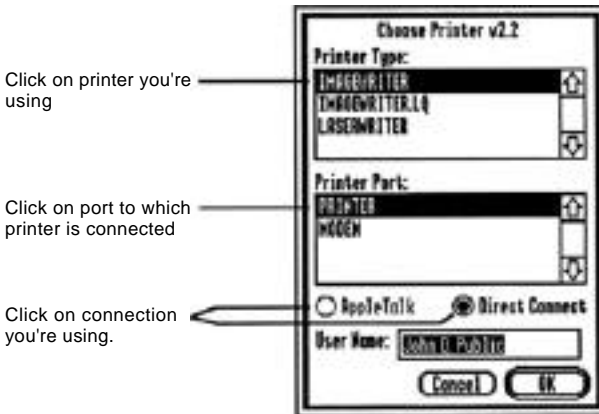 Choose Printer v2.2
Printer Type:
Click on printer you're
using
IMAGEWRITER
IMAGEWRITER.LQ
LASERWRITER
Printer Port:
Click on port to which
printer is connected
PRINTER
MODEM
Click on connection
you're using.
AppleTalk
Direct Connect
User Name: John Q Public
Cancel
OK